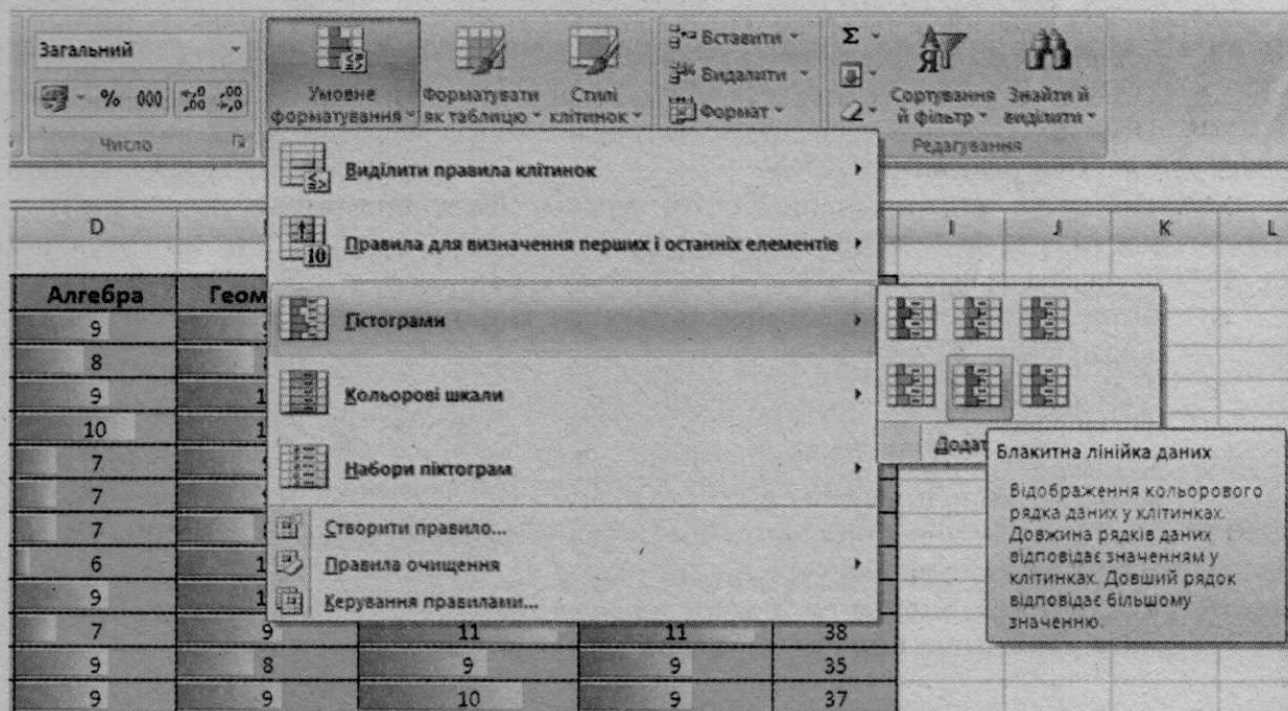 Загальний
% 000 ,00 ,00
Число
Умовне форматування
Форматувати як таблицю
Стилі клітинок
Вставити
Видалити
Формат
Σ
Сортування й фільтр
Знайти й виділити
Редагування
Виділити правила клітинок
Правила для визначення перших і останніх елементів
Гістограми
Кольорові шкали
Набори піктограм
Створити правило...
Правила очищення
Керування правилами...
Блакитна лінійка даних
Відображення кольорового
рядка даних у клітинках.
Довжина рядків даних
відповідає значенням у
клітинках. Довший рядок
відповідає більшому
значенню.
D I J K L
Алгебра Геом
9
8
9
10
7
7
7
6
9
7 9 11 11 38
9 8 9 9 35
9 9 10 9 37